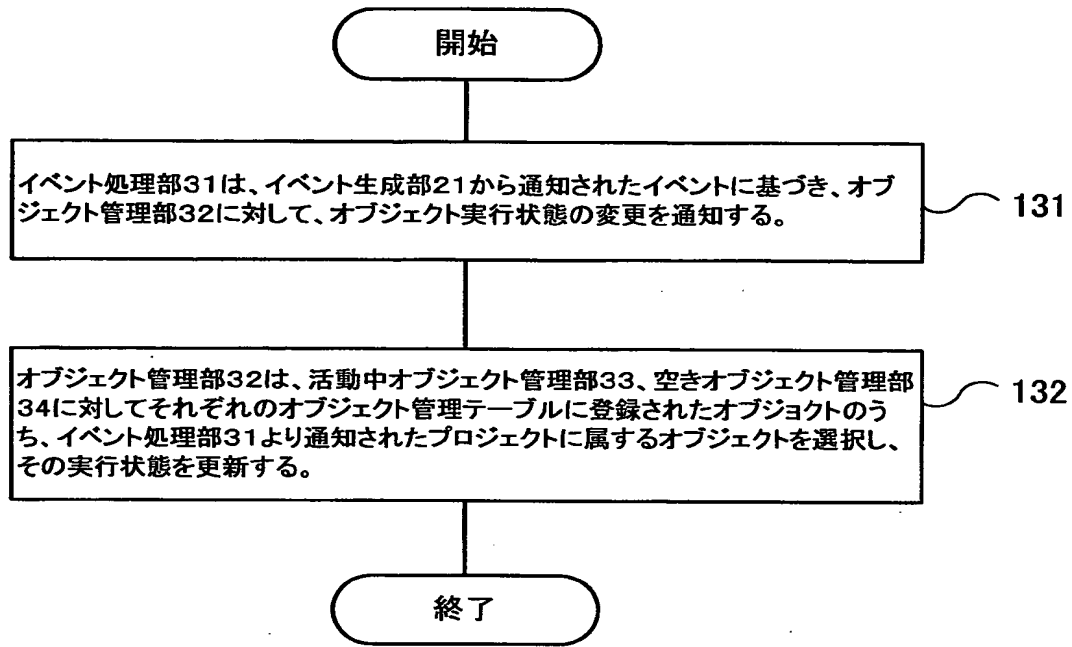 開始
イベント処理部31は、イベント生成部21から通知されたイベントに基づき、オブ
ジェクト管理部32に対して、オブジェクト実行状態の変更を通知する。
131
オブジェクト管理部32は、活動中オブジェクト管理部33、空きオブジェクト管理部
34に対してそれぞれのオブジェクト管理テーブルに登録されたオブジョクトのう
ち、イベント処理部31より通知されたプロジェクトに属するオブジェクトを選択し、
その実行状態を更新する。
132
終了